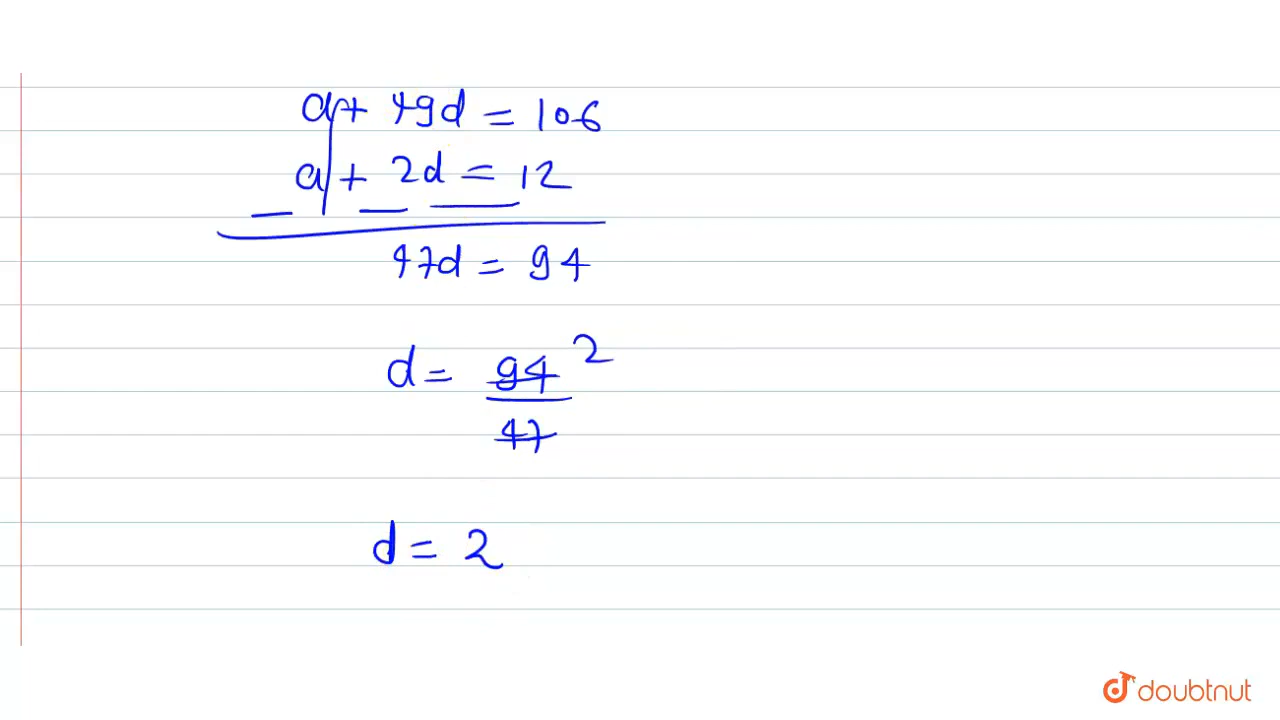 a + 49d = 106
a + 2d = 12
— — —
47d = 94
d = 94/47 2
d = 2
doubtnut